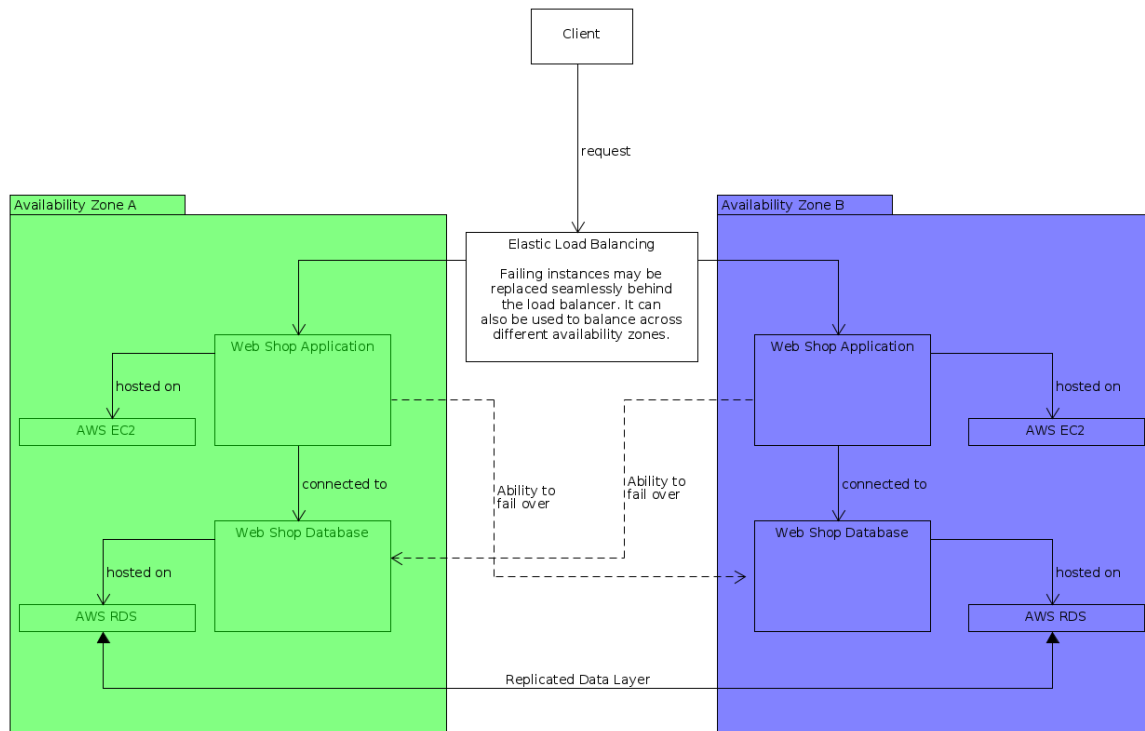 Client
request
Availability Zone A
Availability Zone B
Elastic Load Balancing
Failing instances may be
replaced seamlessly behind
the load balancer. It can
also be used to balance across
different availability zones.
Web Shop Application
Web Shop Application
hosted on
hosted on
AWS EC2
AWS EC2
connected to
Ability to
fail over
Ability to
fail over
connected to
Web Shop Database
Web Shop Database
hosted on
hosted on
AWS RDS
AWS RDS
Replicated Data Layer